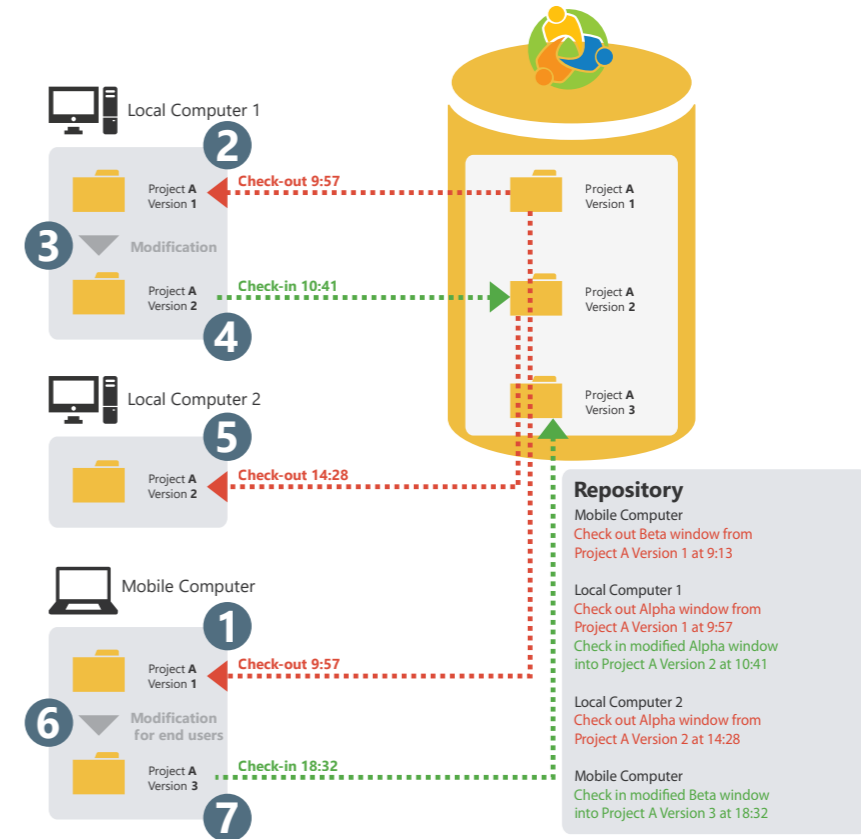 Local Computer 1
2
Check-out 9:57
Project A
Version 1
Project A
Version 1
3
Modification
Check-in 10:41
Project A
Version 2
Project A
Version 2
4
Project A
Version 3
Local Computer 2
5
Check-out 14:28
Project A
Version 2
Mobile Computer
1
Check-out 9:57
Project A
Version 1
6
Modification
for end users
Check-in 18:32
Project A
Version 3
7
Repository
Mobile Computer
Check out Beta window from
Project A Version 1 at 9:13
Local Computer 1
Check out Alpha window from
Project A Version 1 at 9:57
Check in modified Alpha window
into Project A Version 2 at 10:41
Local Computer 2
Check out Alpha window from
Project A Version 2 at 14:28
Mobile Computer
Check in modified Beta window
into Project A Version 3 at 18:32